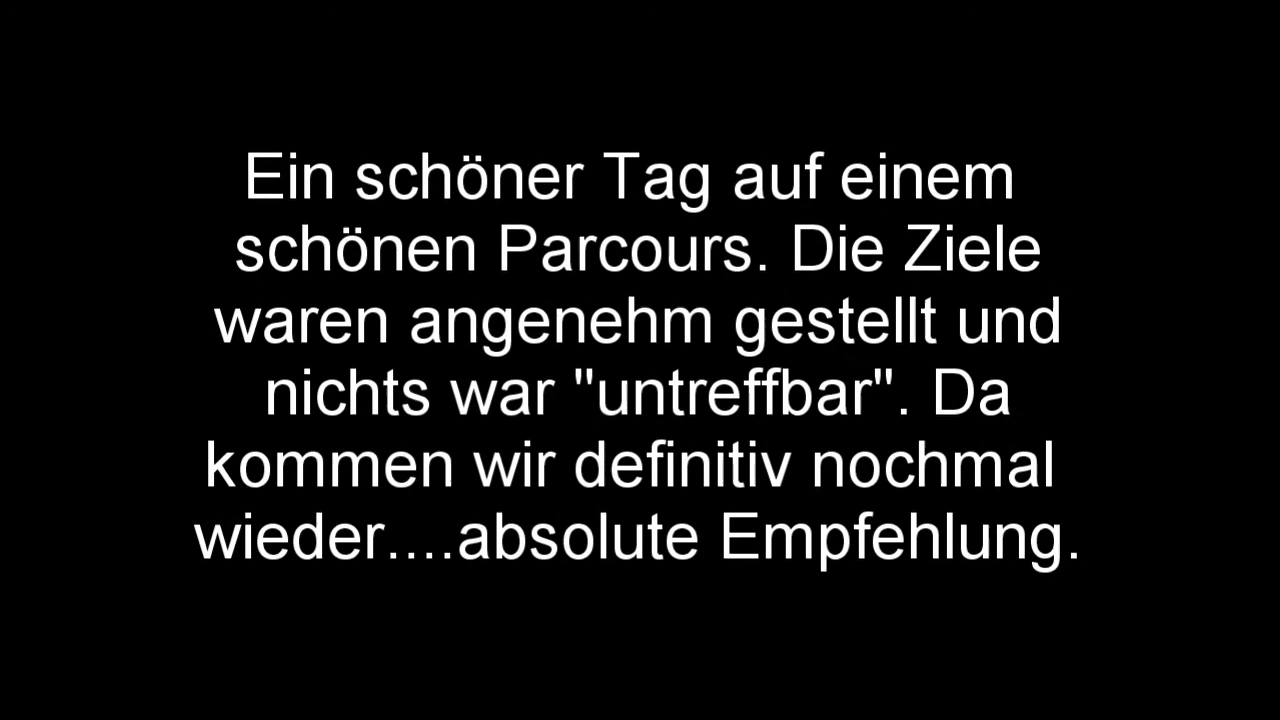 Ein schöner Tag auf einem
schönen Parcours. Die Ziele
waren angenehm gestellt und
nichts war "untreffbar". Da
kommen wir definitiv nochmal
wieder....absolute Empfehlung.